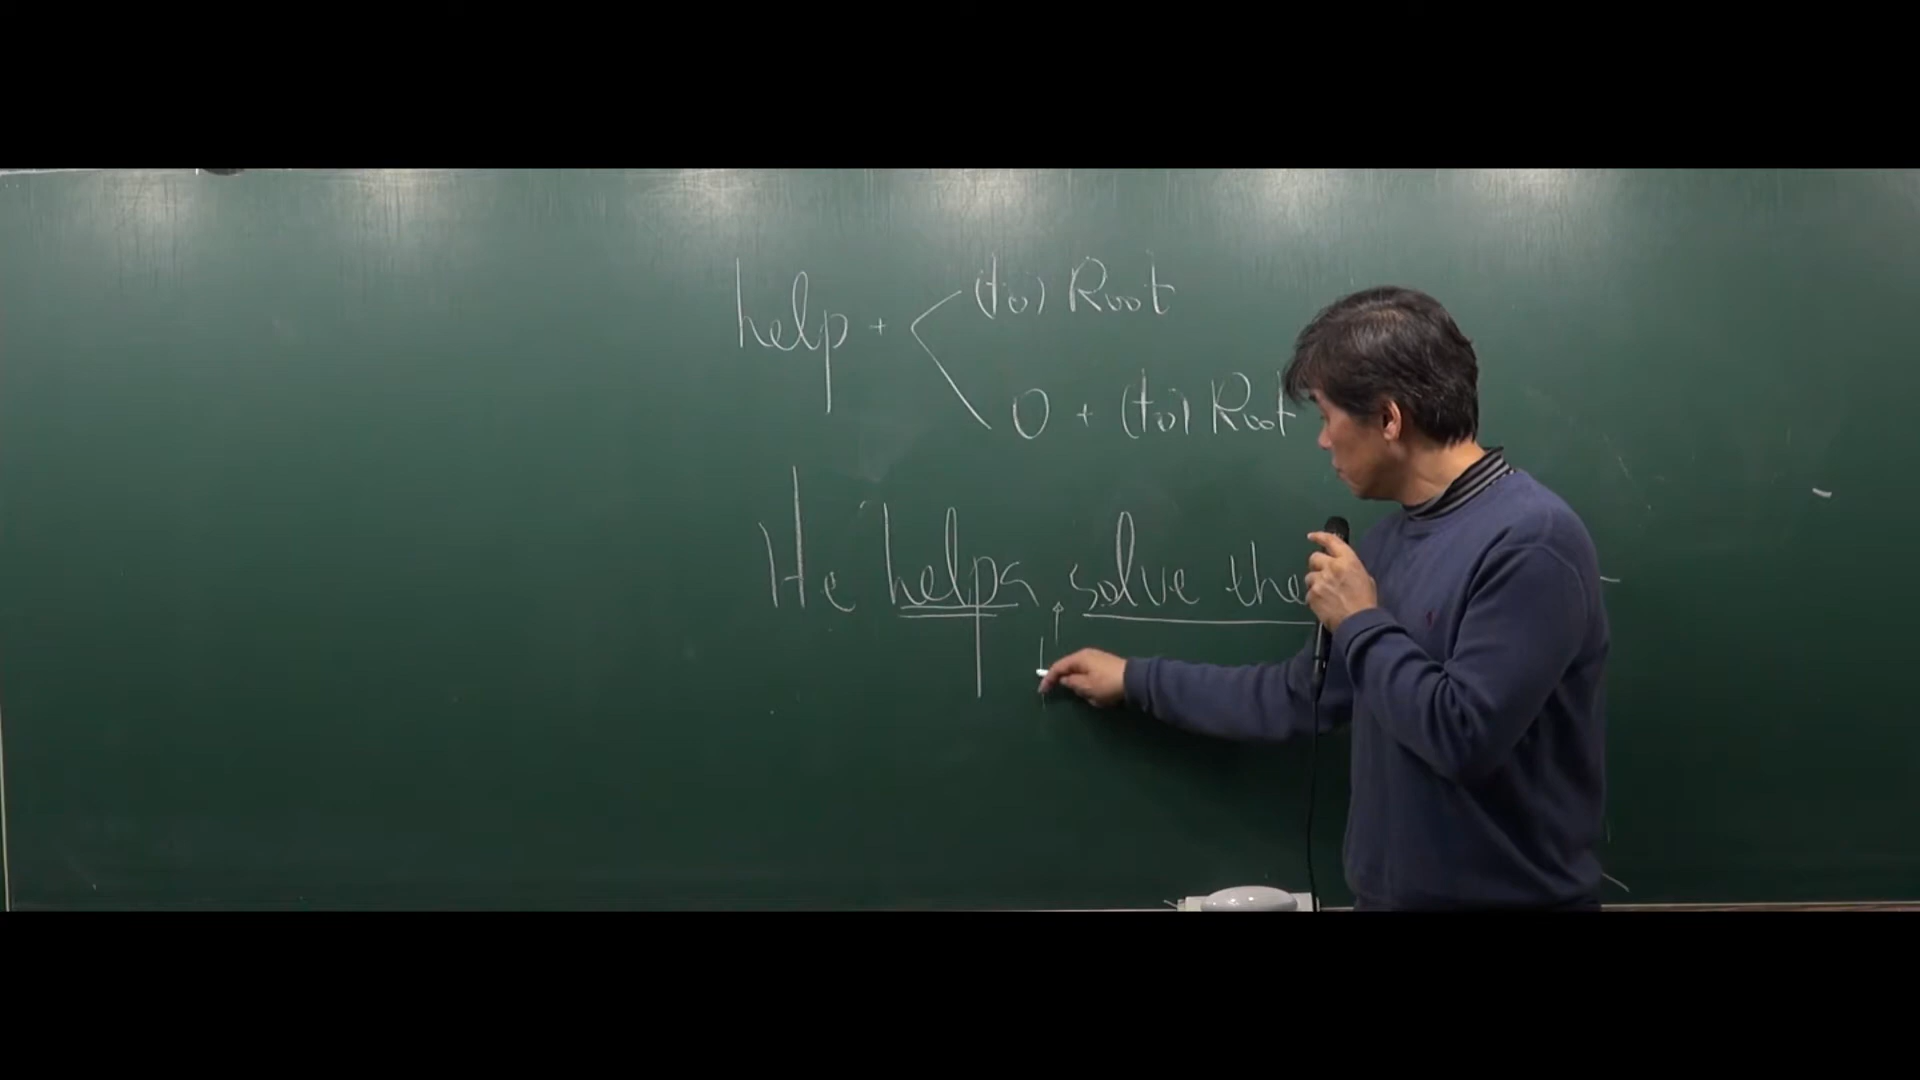 help + (to) Root
O + (to) Root
He helps solve the